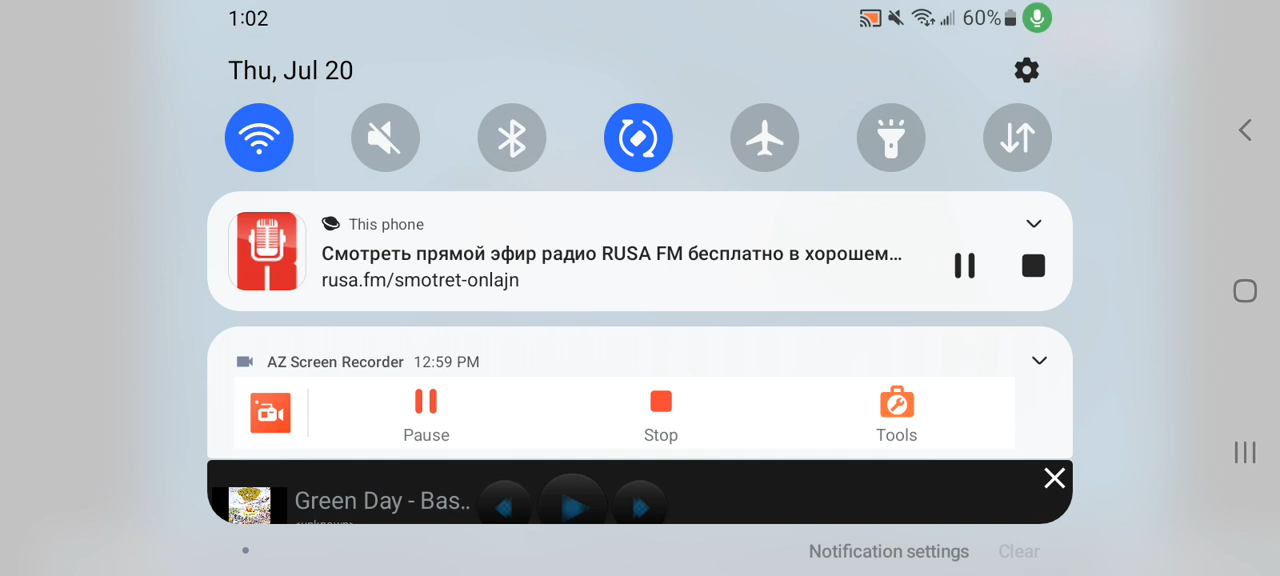 1:02
60%
Thu, Jul 20
This phone
Смотреть прямой эфир радио RUSA FM бесплатно в хорошем…
rusa.fm/smotret-onlajn
AZ Screen Recorder 12:59 PM
Pause
Stop
Tools
Green Day - Bas..
Notification settings
Clear